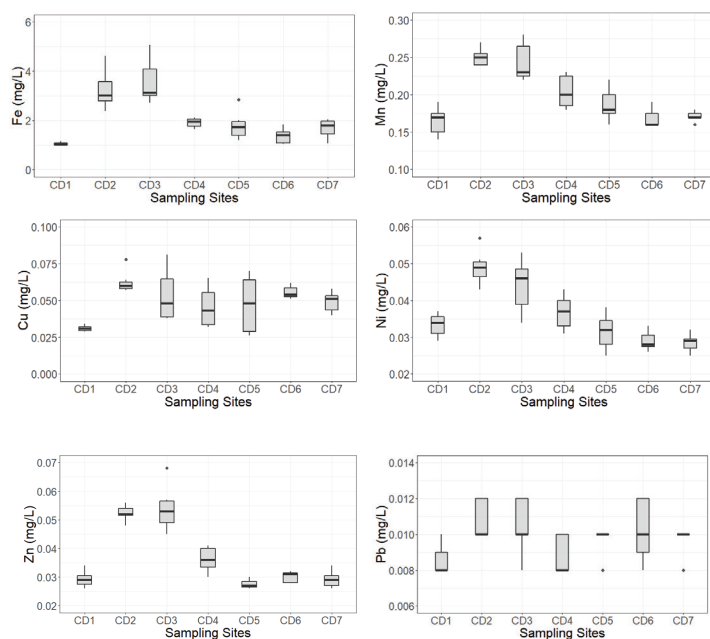 Fe (mg/L)
6
4
2
0
CD1 CD2 CD3 CD4 CD5 CD6 CD7
Sampling Sites
Mn (mg/L)
0.30
0.25
0.20
0.15
0.10
CD1 CD2 CD3 CD4 CD5 CD6 CD7
Sampling Sites
Cu (mg/L)
0.100
0.075
0.050
0.025
0.000
CD1 CD2 CD3 CD4 CD5 CD6 CD7
Sampling Sites
Ni (mg/L)
0.06
0.05
0.04
0.03
0.02
CD1 CD2 CD3 CD4 CD5 CD6 CD7
Sampling Sites
Zn (mg/L)
0.07
0.06
0.05
0.04
0.03
0.02
CD1 CD2 CD3 CD4 CD5 CD6 CD7
Sampling Sites
Pb (mg/L)
0.014
0.012
0.010
0.008
0.006
CD1 CD2 CD3 CD4 CD5 CD6 CD7
Sampling Sites